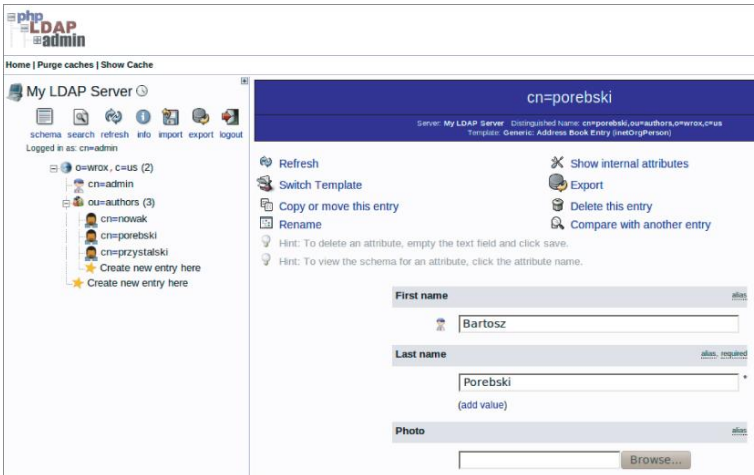 php
LDAP
admin
Home | Purge caches | Show Cache
My LDAP Server
schema search refresh info import export logout
Logged in as: cn=admin
o=wrox, c=us (2)
cn=admin
ou=authors (3)
cn=nowak
cn=porebski
cn=przystalski
Create new entry here
Create new entry here
cn=porebski
Server: My LDAP Server Distinguished Name: cn=porebski,ou=authors,o=wrox,c=us
Template: Generic: Address Book Entry (inetOrgPerson)
Refresh
Show internal attributes
Switch Template
Export
Copy or move this entry
Delete this entry
Rename
Compare with another entry
Hint: To delete an attribute, empty the text field and click save.
Hint: To view the schema for an attribute, click the attribute name.
First name alias
Bartosz
Last name alias, required
Porebski *
(add value)
Photo alias
Browse...